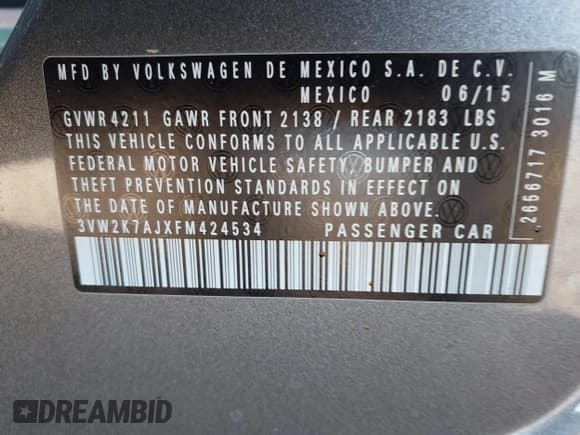 MFD BY VOLKSWAGEN DE MEXICO S.A. DE C.V.
MEXICO 06/15
GVWR4211 GAWR FRONT 2138 / REAR 2183 LBS
THIS VEHICLE CONFORMS TO ALL APPLICABLE U.S.
FEDERAL MOTOR VEHICLE SAFETY, BUMPER AND
THEFT PREVENTION STANDARDS IN EFFECT ON
THE DATE OF MANUFACTURE SHOWN ABOVE.
3VW2K7AJXFM424534 PASSENGER CAR
2856717 3016 M
DREAMBID